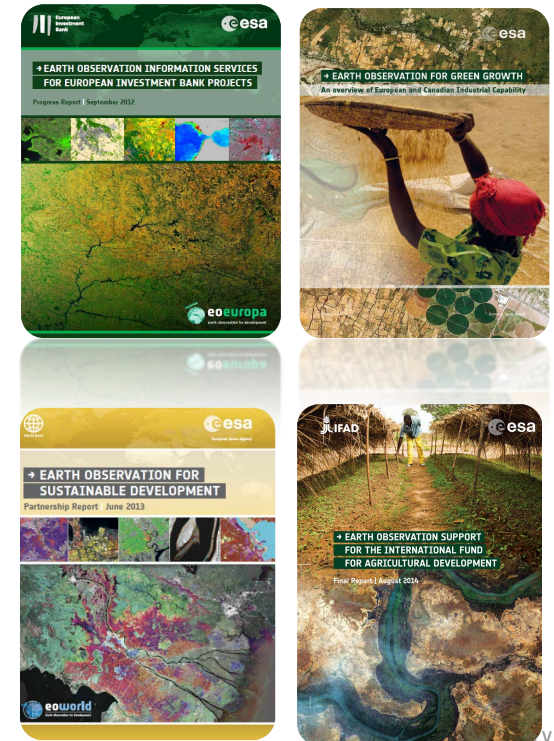 European
Investment
Bank
esa
→ EARTH OBSERVATION INFORMATION SERVICES
FOR EUROPEAN INVESTMENT BANK PROJECTS
Progress Report | September 2012
eoeuropa
earth observation for development
esa
→ EARTH OBSERVATION FOR GREEN GROWTH
An overview of European and Canadian Industrial Capability
World Bank
esa
European Space Agency
→ EARTH OBSERVATION FOR
SUSTAINABLE DEVELOPMENT
Partnership Report | June 2013
eoworld
Earth Observation for Development
IFAD
esa
→ EARTH OBSERVATION SUPPORT
FOR THE INTERNATIONAL FUND
FOR AGRICULTURAL DEVELOPMENT
Final Report | August 2014
V